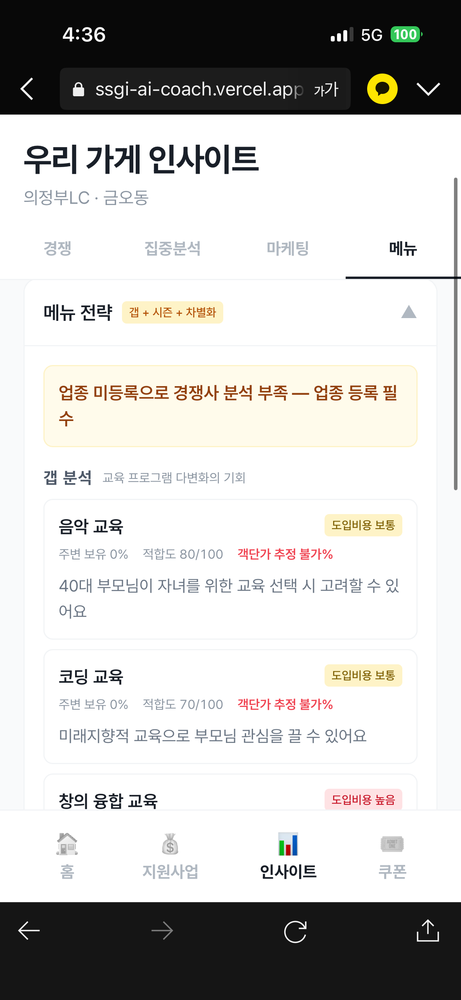 4:36
5G 100
ssgi-ai-coach.vercel.app 가가
우리 가게 인사이트
의정부LC · 금오동
경쟁 집중분석 마케팅 메뉴
메뉴 전략 갭 + 시즌 + 차별화 ▲
업종 미등록으로 경쟁사 분석 부족 — 업종 등록 필
수
갭 분석 교육 프로그램 다변화의 기회
음악 교육 도입비용 보통
주변 보유 0% 적합도 80/100 객단가 추정 불가%
40대 부모님이 자녀를 위한 교육 선택 시 고려할 수 있
어요
코딩 교육 도입비용 보통
주변 보유 0% 적합도 70/100 객단가 추정 불가%
미래지향적 교육으로 부모님 관심을 끌 수 있어요
창의 융합 교육 도입비용 높음
ADMIT
ONE
홈 지원사업 인사이트 쿠폰